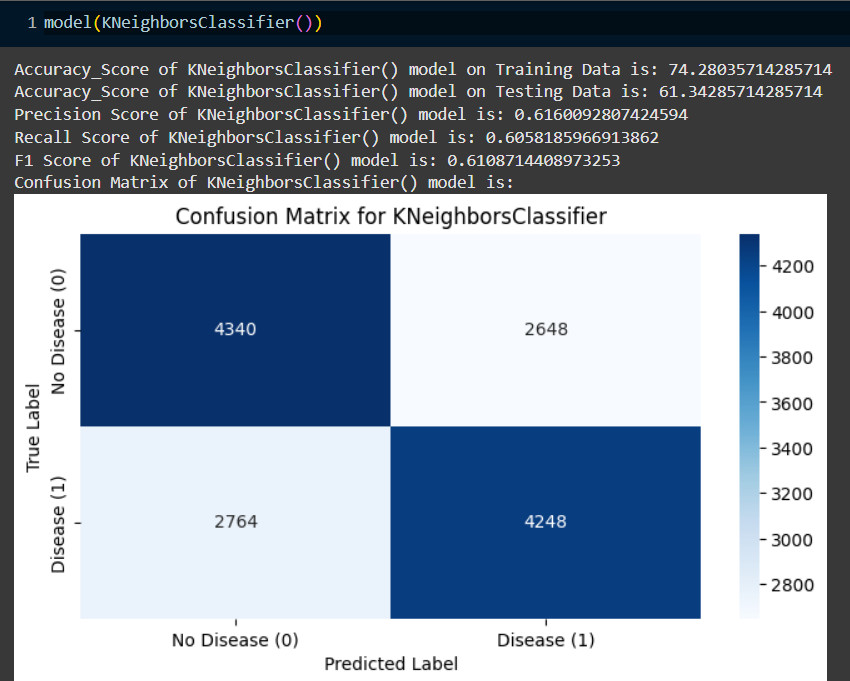 1 model(KNeighborsClassifier())
Accuracy_Score of KNeighborsClassifier() model on Training Data is: 74.28035714285714
Accuracy_Score of KNeighborsClassifier() model on Testing Data is: 61.34285714285714
Precision Score of KNeighborsClassifier() model is: 0.6160092807424594
Recall Score of KNeighborsClassifier() model is: 0.6058185966913862
F1 Score of KNeighborsClassifier() model is: 0.6108714408973253
Confusion Matrix of KNeighborsClassifier() model is:
Confusion Matrix for KNeighborsClassifier
True Label
No Disease (0)
4340
2648
Disease (1)
2764
4248
No Disease (0)
Disease (1)
Predicted Label
4200
4000
3800
3600
3400
3200
3000
2800